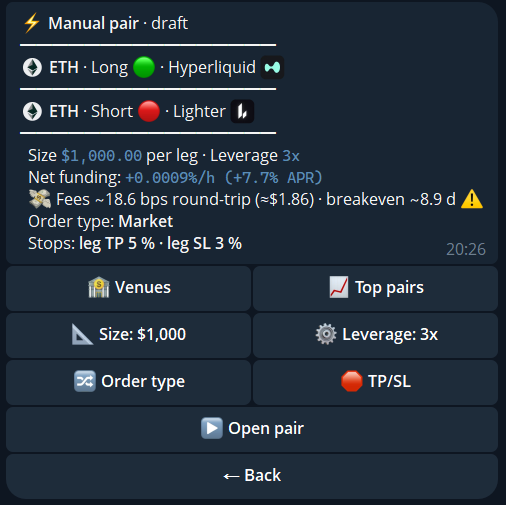 ⚡ Manual pair · draft
ETH · Long 🟢 · Hyperliquid
ETH · Short 🔴 · Lighter
Size $1,000.00 per leg · Leverage 3x
Net funding: +0.0009%/h (+7.7% APR)
💸 Fees ~18.6 bps round-trip (≈$1.86) · breakeven ~8.9 d ⚠️
Order type: Market
Stops: leg TP 5 % · leg SL 3 %
20:26
🏦 Venues
📈 Top pairs
📐 Size: $1,000
⚙️ Leverage: 3x
🔀 Order type
🛑 TP/SL
▶️ Open pair
← Back